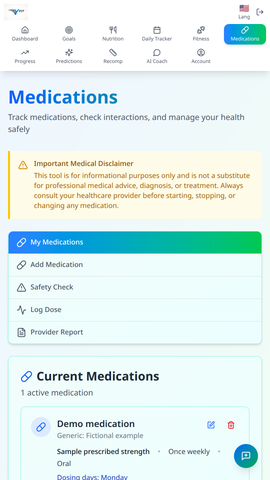 Lang
Dashboard
Goals
Nutrition
Daily Tracker
Fitness
Medications
Progress
Predictions
Recomp
AI Coach
Account
Medications
Track medications, check interactions, and manage your health
safely
Important Medical Disclaimer
This tool is for informational purposes only and is not a substitute
for professional medical advice, diagnosis, or treatment. Always
consult your healthcare provider before starting, stopping, or
changing any medication.
My Medications
Add Medication
Safety Check
Log Dose
Provider Report
Current Medications
1 active medication
Demo medication
Generic: Fictional example
Sample prescribed strength • Once weekly •
Oral
Dosing days: Monday